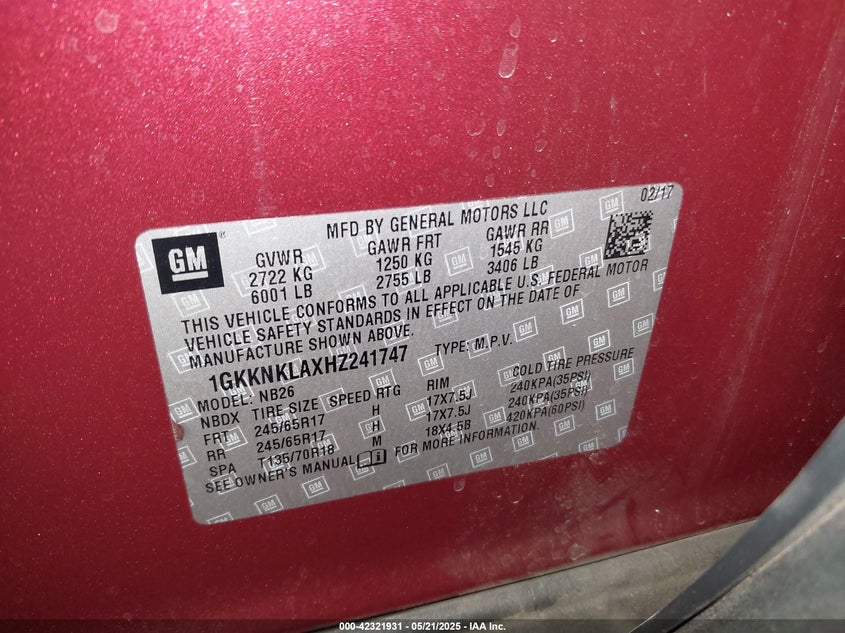 02/17
MFD BY GENERAL MOTORS LLC
GM
GVWR GAWR FRT GAWR RR
2722 KG 1250 KG 1545 KG
6001 LB 2755 LB 3406 LB
THIS VEHICLE CONFORMS TO ALL APPLICABLE U.S. FEDERAL MOTOR
VEHICLE SAFETY STANDARDS IN EFFECT ON THE DATE OF
MANUFACTURE SHOWN ABOVE.
1GKKNKLAXHZ241747 TYPE: M.P.V.
MODEL: NB26
NBDX TIRE SIZE SPEED RTG RIM COLD TIRE PRESSURE
FRT 245/65R17 H 17X7.5J 240KPA(35PSI)
RR 245/65R17 H 17X7.5J 240KPA(35PSI)
SPA T135/70R18 M 18X4.5B 420KPA(60PSI)
SEE OWNER'S MANUAL FOR MORE INFORMATION.
000-42321931 - 05/21/2025 - IAA Inc.